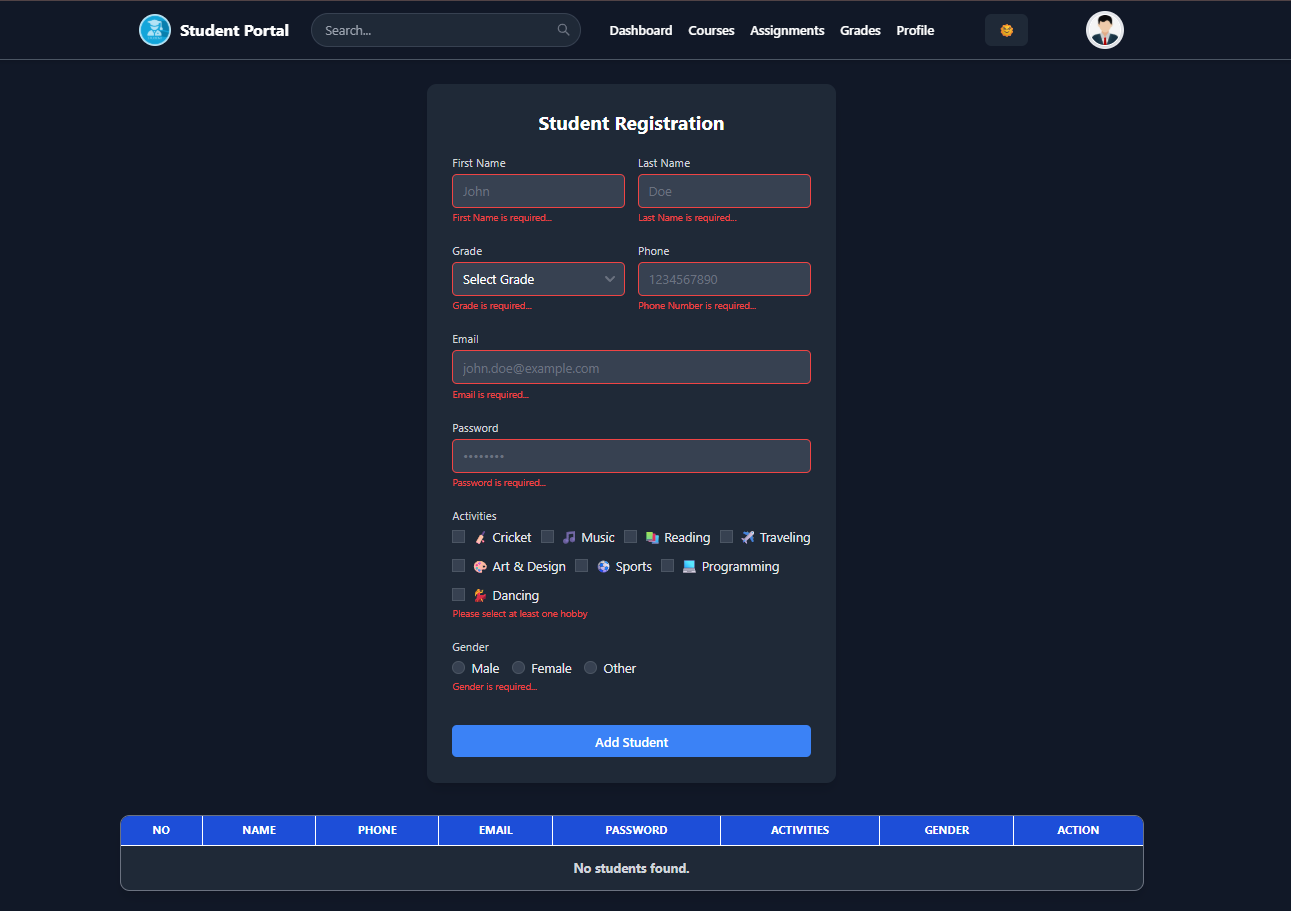 Student Portal Search... Dashboard Courses Assignments Grades Profile
Student Registration
First Name Last Name
John Doe
First Name is required... Last Name is required...
Grade Phone
Select Grade 1234567890
Grade is required... Phone Number is required...
Email
john.doe@example.com
Email is required...
Password
••••••••
Password is required...
Activities
Cricket Music Reading Traveling
Art & Design Sports Programming
Dancing
Please select at least one hobby
Gender
Male Female Other
Gender is required...
Add Student
NO NAME PHONE EMAIL PASSWORD ACTIVITIES GENDER ACTION
No students found.